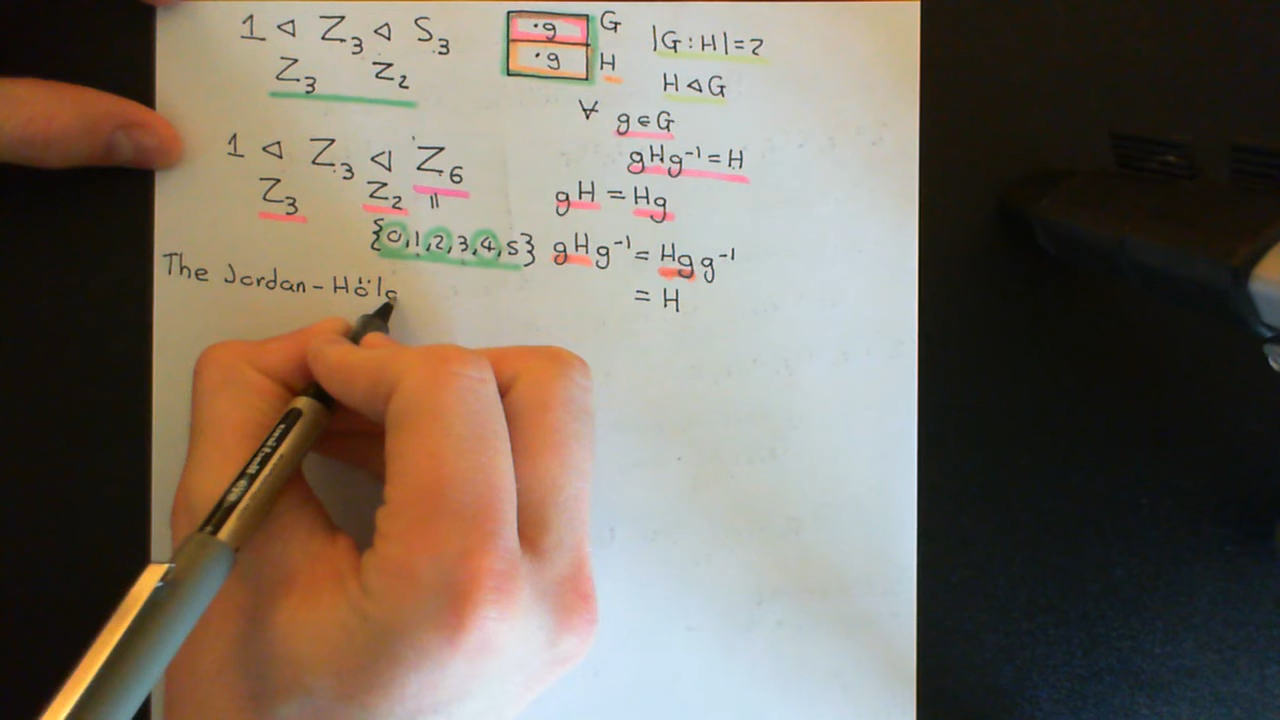 1 ◁ Z₃ ◁ S₃
Z₃ Z₂
1 ◁ Z₃ ◁ Z₆
Z₃ Z₂ =
{0,1,2,3,4,5}
The Jordan-Höld
·g G
·g H
|G:H|=2
H◁G
∀ g∈G
gHg⁻¹=H
gH = Hg
gHg⁻¹ = Hgg⁻¹
= H